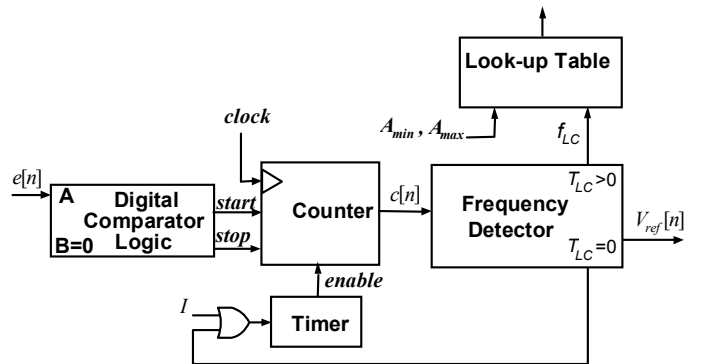 Look-up Table
A_min , A_max
f_LC
clock
e[n]
A
Digital
Comparator
Logic
B=0
start
stop
Counter
c[n]
Frequency
Detector
T_LC>0
T_LC=0
V_ref[n]
enable
I
Timer